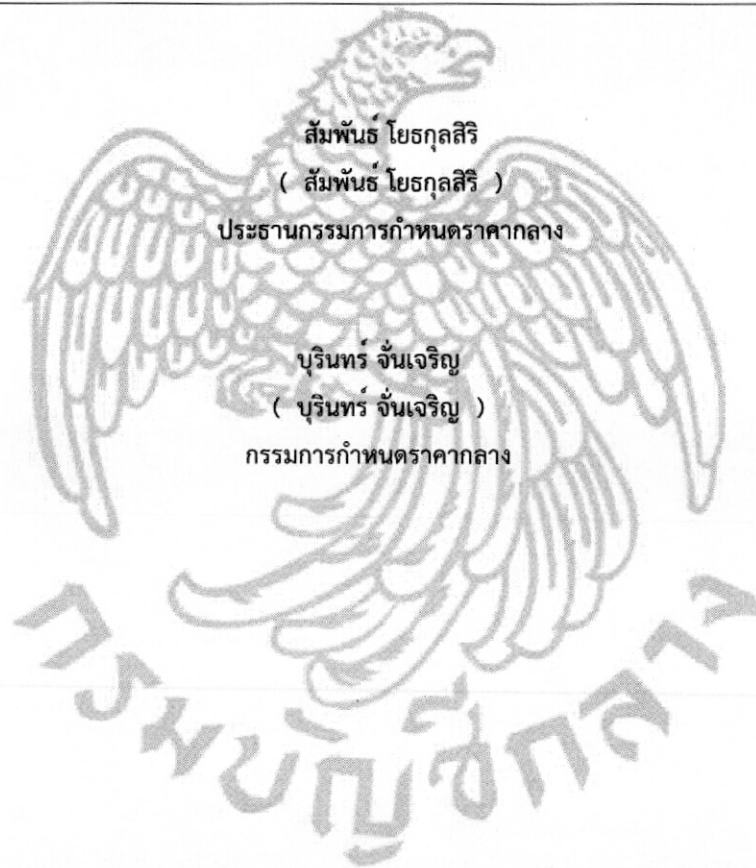 สัมพันธ์ โยธกุลสิริ
( สัมพันธ์ โยธกุลสิริ )
ประธานกรรมการกำหนดราคากลาง
บุรินทร์ จั่นเจริญ
( บุรินทร์ จั่นเจริญ )
กรรมการกำหนดราคากลาง
กรมบัญชีกลาง